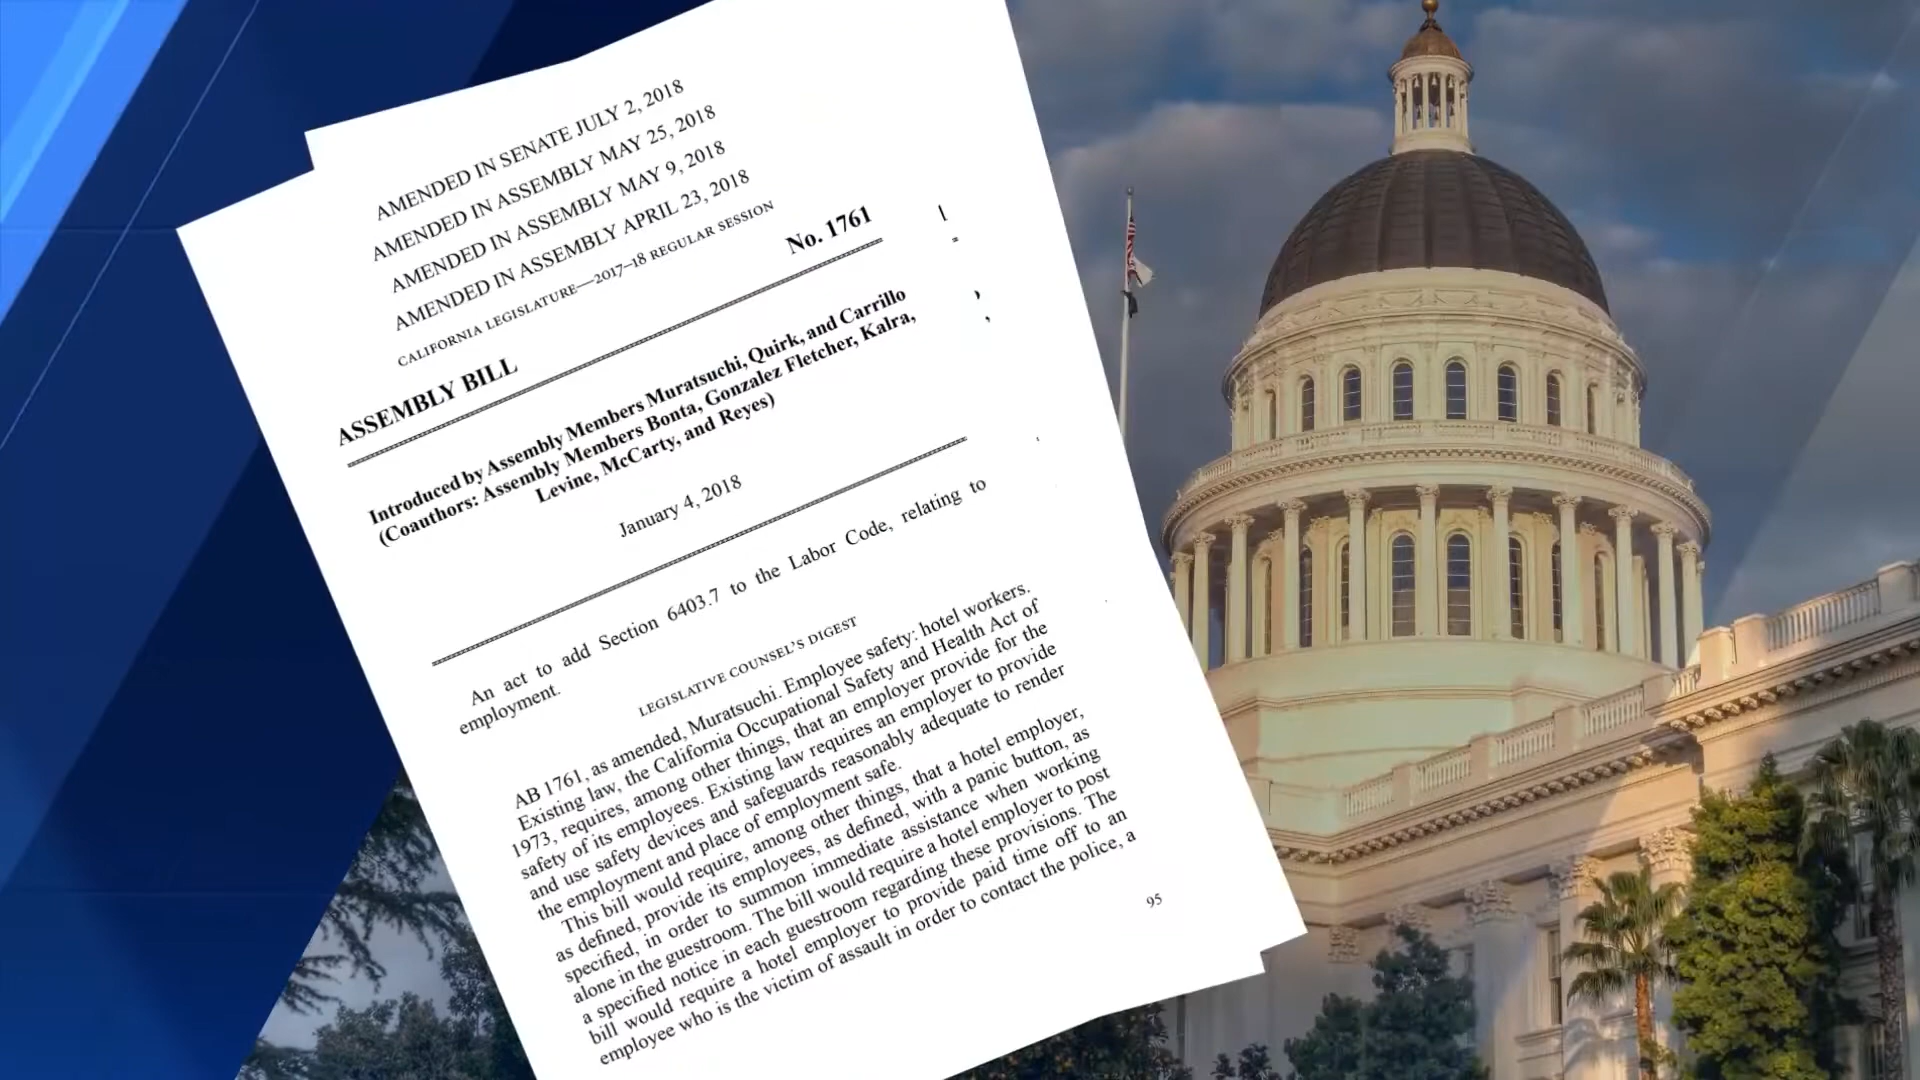 AMENDED IN SENATE JULY 2, 2018
AMENDED IN ASSEMBLY MAY 25, 2018
AMENDED IN ASSEMBLY MAY 9, 2018
AMENDED IN ASSEMBLY APRIL 23, 2018
CALIFORNIA LEGISLATURE—2017–18 REGULAR SESSION
ASSEMBLY BILL No. 1761
Introduced by Assembly Members Muratsuchi, Quirk, and Carrillo
(Coauthors: Assembly Members Bonta, Gonzalez Fletcher, Kalra,
Levine, McCarty, and Reyes)
January 4, 2018
An act to add Section 6403.7 to the Labor Code, relating to
employment.
LEGISLATIVE COUNSEL'S DIGEST
AB 1761, as amended, Muratsuchi. Employee safety: hotel workers.
Existing law, the California Occupational Safety and Health Act of
1973, requires, among other things, that an employer provide for the
safety of its employees. Existing law requires an employer to provide
and use safety devices and safeguards reasonably adequate to render
the employment and place of employment safe.
This bill would require, among other things, that a hotel employer,
as defined, provide its employees, as defined, with a panic button, as
specified, in order to summon immediate assistance when working
alone in the guestroom. The bill would require a hotel employer to post
a specified notice in each guestroom regarding these provisions. The
bill would require a hotel employer to provide paid time off to an
employee who is the victim of assault in order to contact the police, a
95